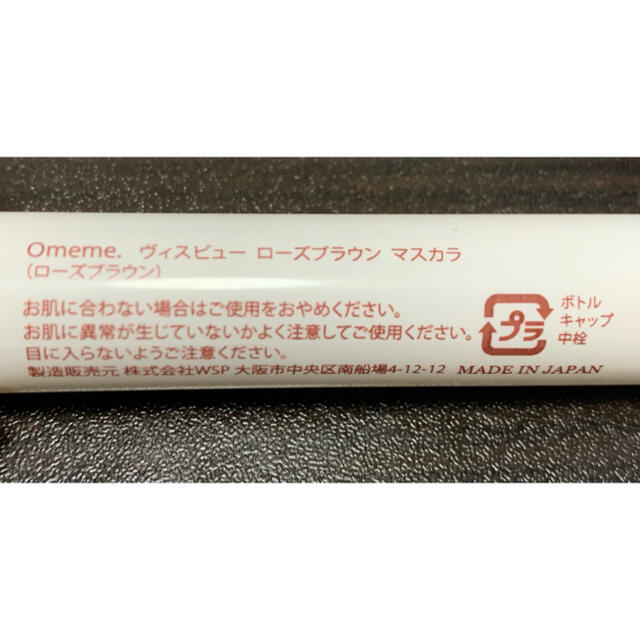 Omeme. ヴィスビュー ローズブラウン マスカラ
(ローズブラウン)
お肌に合わない場合はご使用をおやめください。
お肌に異常が生じていないかよく注意してご使用ください。
目に入らないようご注意ください。
製造販売元 株式会社WSP 大阪市中央区南船場4-12-12 MADE IN JAPAN
プラ
ボトル
キャップ
中栓